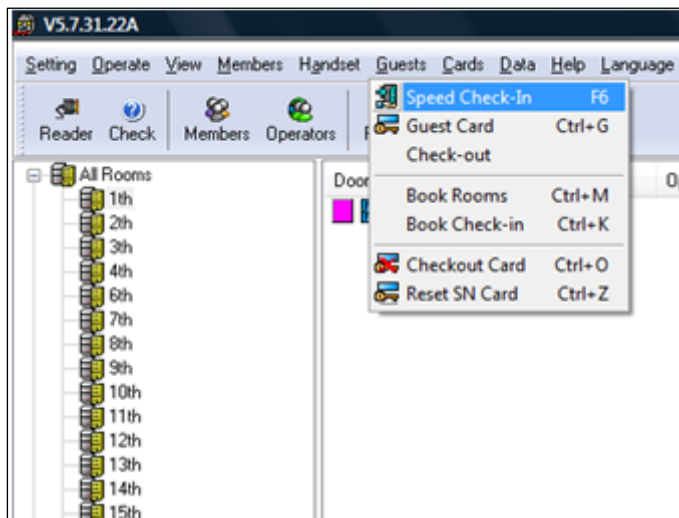 V5.7.31.22A
Setting Operate View Members Handset Guests Cards Data Help Language
Reader Check Members Operators
Speed Check-In F6
Guest Card Ctrl+G
Check-out
Book Rooms Ctrl+M
Book Check-in Ctrl+K
Checkout Card Ctrl+O
Reset SN Card Ctrl+Z
All Rooms
1th
2th
3th
4th
6th
7th
8th
9th
10th
11th
12th
13th
14th
15th
Door